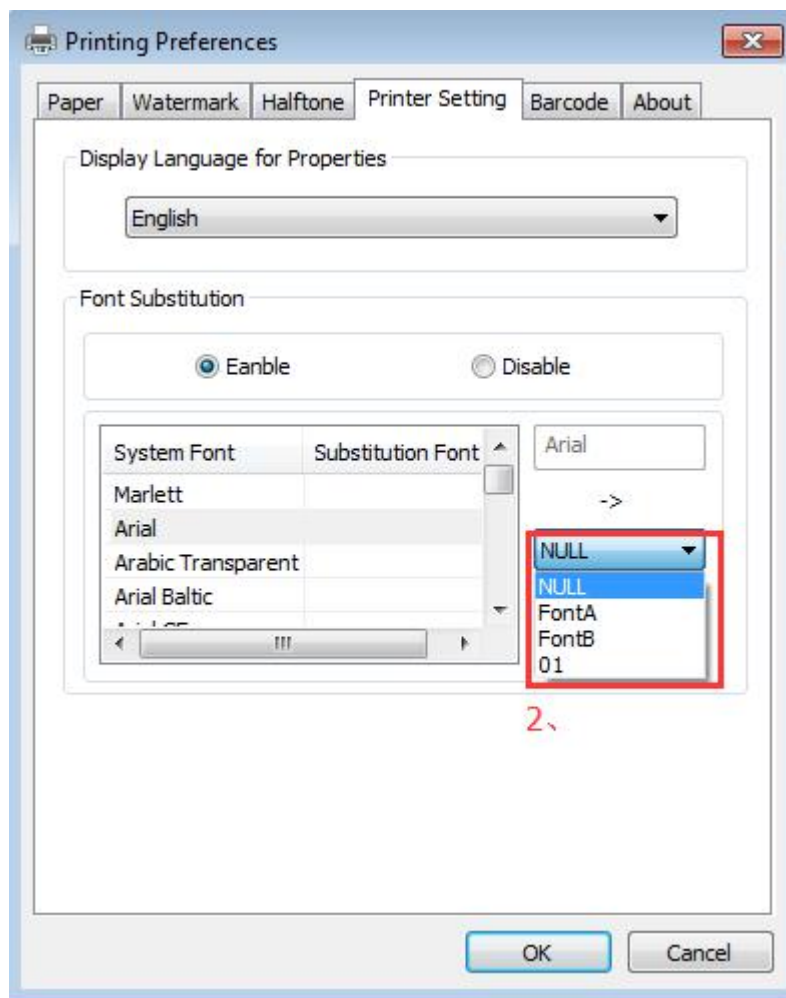 Printing Preferences
Paper Watermark Halftone Printer Setting Barcode About
Display Language for Properties
English
Font Substitution
Eanble Disable
System Font Substitution Font Arial
Marlett
->
Arial
NULL
Arabic Transparent
NULL
Arial Baltic
FontA
FontB
01
2、
OK Cancel